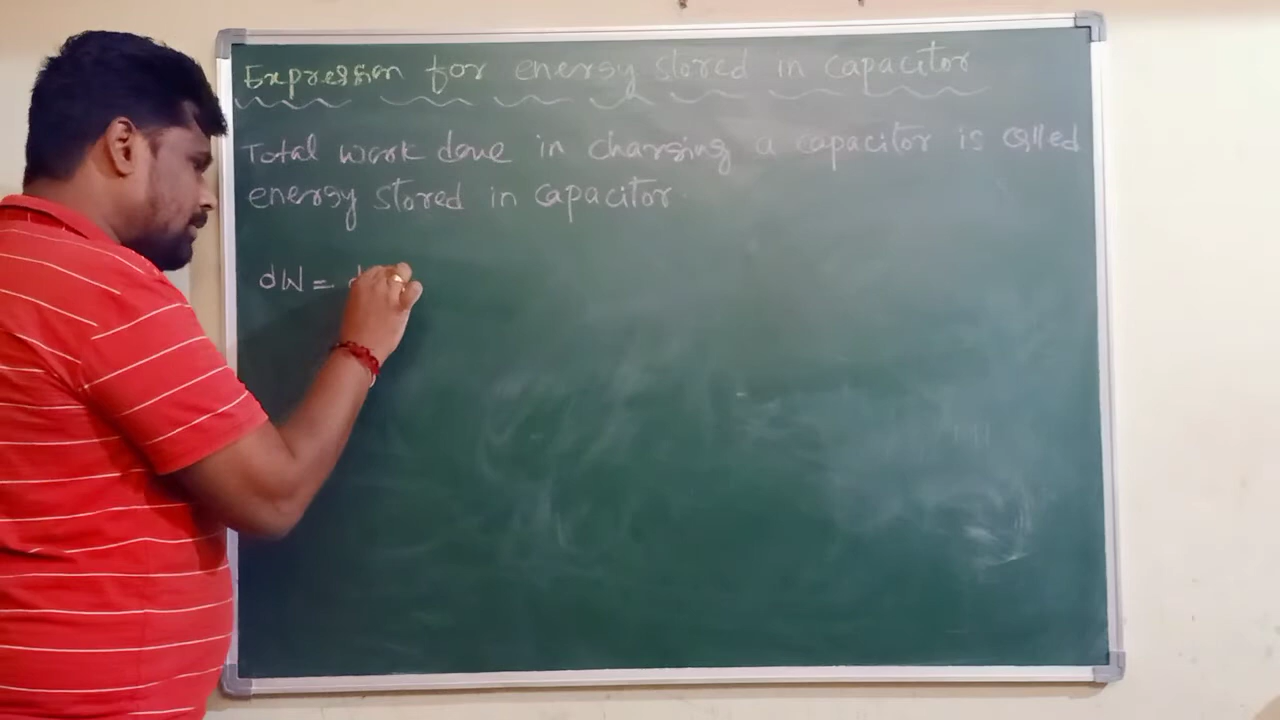 Expression for energy stored in capacitor
Total work done in charging a capacitor is called
energy stored in capacitor
dW = d